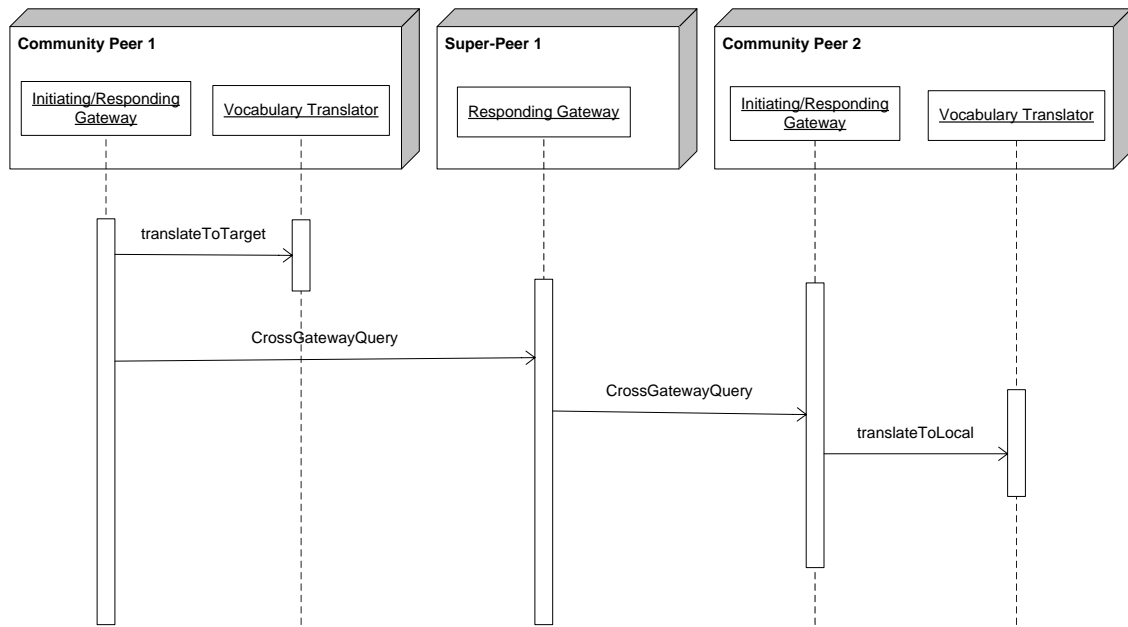 Community Peer 1
Super-Peer 1
Community Peer 2
Initiating/Responding
Gateway
Vocabulary Translator
Responding Gateway
Initiating/Responding
Gateway
Vocabulary Translator
translateToTarget
CrossGatewayQuery
CrossGatewayQuery
translateToLocal